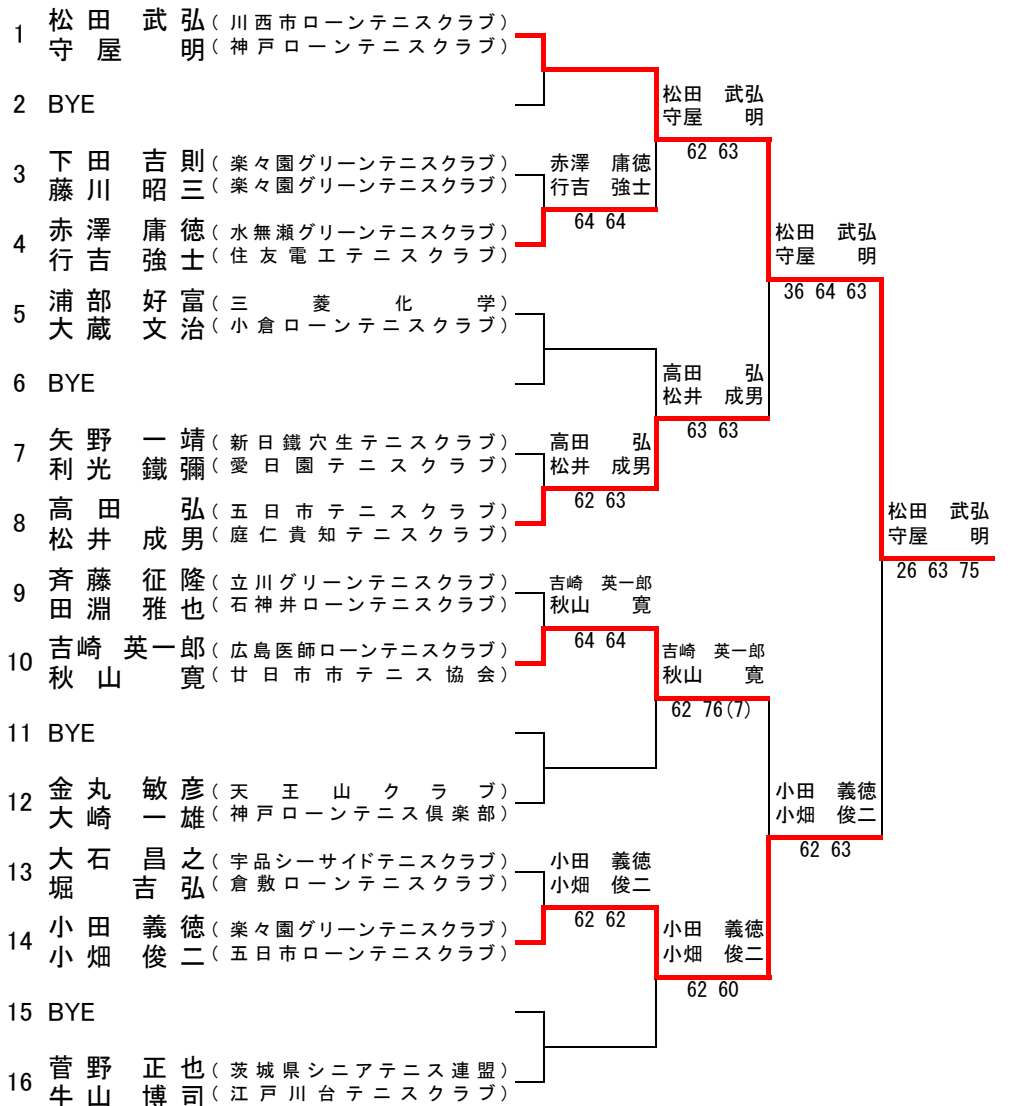 1 松田 武弘(川西市ローンテニスクラブ)
守屋 明(神戸ローンテニスクラブ)
2 BYE
3 下田 吉則(楽々園グリーンテニスクラブ)
藤川 昭三(楽々園グリーンテニスクラブ)
4 赤澤 庸徳(水無瀬グリーンテニスクラブ)
行吉 強士(住友電工テニスクラブ)
5 浦部 好富(三菱化学)
大蔵 文治(小倉ローンテニスクラブ)
6 BYE
7 矢野 一靖(新日鐵穴生テニスクラブ)
利光 鐵彌(愛日園テニスクラブ)
8 高田 弘(五日市テニスクラブ)
松井 成男(庭仁貴知テニスクラブ)
9 斉藤 征隆(立川グリーンテニスクラブ)
田淵 雅也(石神井ローンテニスクラブ)
10 吉崎 英一郎(広島医師ローンテニスクラブ)
秋山 寛(廿日市市テニス協会)
11 BYE
12 金丸 敏彦(天王山クラブ)
大崎 一雄(神戸ローンテニス倶楽部)
13 大石 昌之(宇品シーサイドテニスクラブ)
堀 吉弘(倉敷ローンテニスクラブ)
14 小田 義徳(楽々園グリーンテニスクラブ)
小畑 俊二(五日市ローンテニスクラブ)
15 BYE
16 菅野 正也(茨城県シニアテニス連盟)
牛山 博司(江戸川台テニスクラブ)
赤澤 庸徳
行吉 強士
64 64
高田 弘
松井 成男
62 63
吉崎 英一郎
秋山 寛
64 64
小田 義徳
小畑 俊二
62 62
松田 武弘
守屋 明
62 63
高田 弘
松井 成男
63 63
吉崎 英一郎
秋山 寛
62 76(7)
小田 義徳
小畑 俊二
62 60
松田 武弘
守屋 明
36 64 63
小田 義徳
小畑 俊二
62 63
松田 武弘
守屋 明
26 63 75